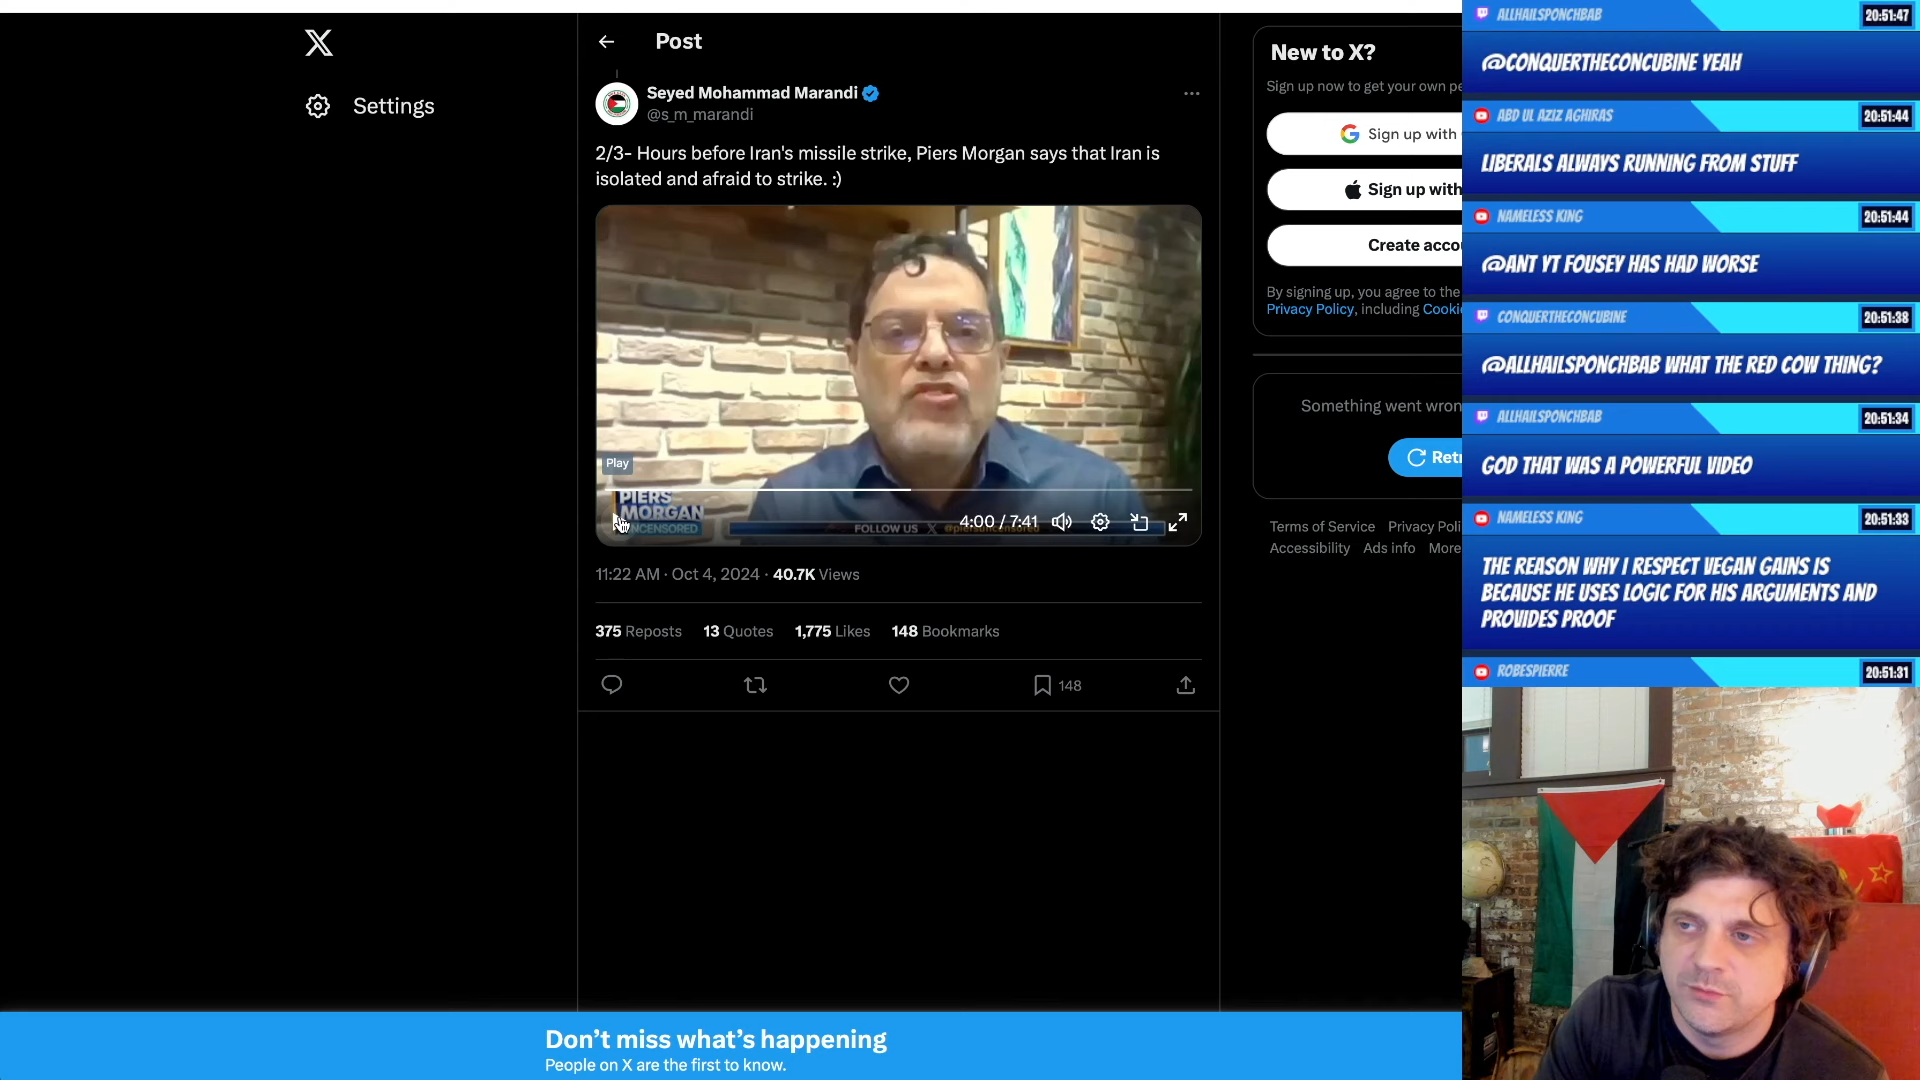 Post
Settings
Seyed Mohammad Marandi
@s_m_marandi
2/3- Hours before Iran's missile strike, Piers Morgan says that Iran is
isolated and afraid to strike. :)
Play
PIERS
MORGAN
UNCENSORED
FOLLOW US
4:00 / 7:41
11:22 AM · Oct 4, 2024 · 40.7K Views
375 Reposts 13 Quotes 1,775 Likes 148 Bookmarks
148
New to X?
Sign up now to get your own pe
Sign up with
Sign up with
Create acco
By signing up, you agree to the
Privacy Policy, including Cooki
Something went wron
Retr
Terms of Service Privacy Poli
Accessibility Ads info More
Don't miss what's happening
People on X are the first to know.
ALLHAILSPONCHBAB 20:51:47
@CONQUERTHECONCUBINE YEAH
ABD UL AZIZ AGHIRAS 20:51:44
LIBERALS ALWAYS RUNNING FROM STUFF
NAMELESS KING 20:51:44
@ANT YT FOUSEY HAS HAD WORSE
CONQUERTHECONCUBINE 20:51:38
@ALLHAILSPONCHBAB WHAT THE RED COW THING?
ALLHAILSPONCHBAB 20:51:34
GOD THAT WAS A POWERFUL VIDEO
NAMELESS KING 20:51:33
THE REASON WHY I RESPECT VEGAN GAINS IS
BECAUSE HE USES LOGIC FOR HIS ARGUMENTS AND
PROVIDES PROOF
ROBESPIERRE 20:51:31